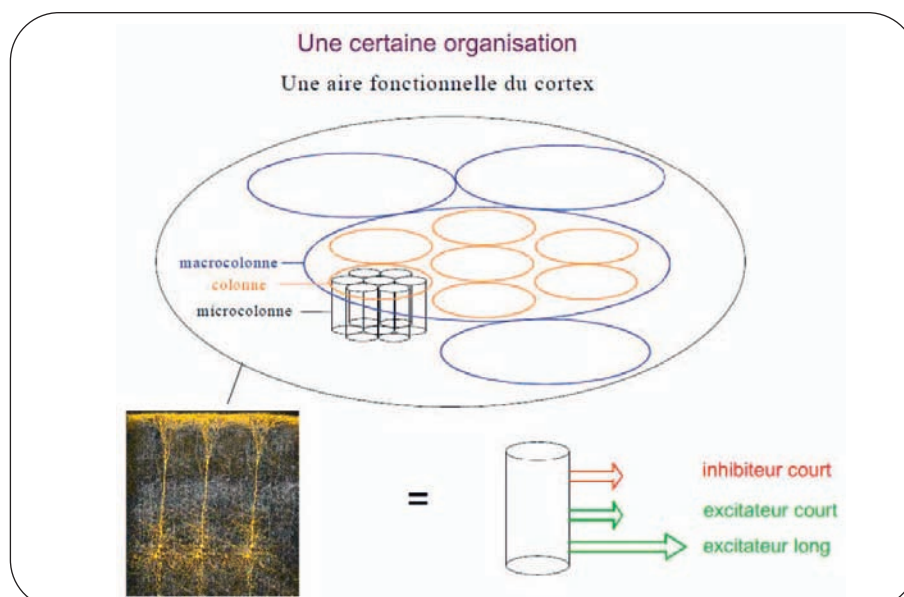 Une certaine organisation
Une aire fonctionnelle du cortex
macrocolonne
colonne
microcolonne
=
inhibiteur court
excitateur court
excitateur long